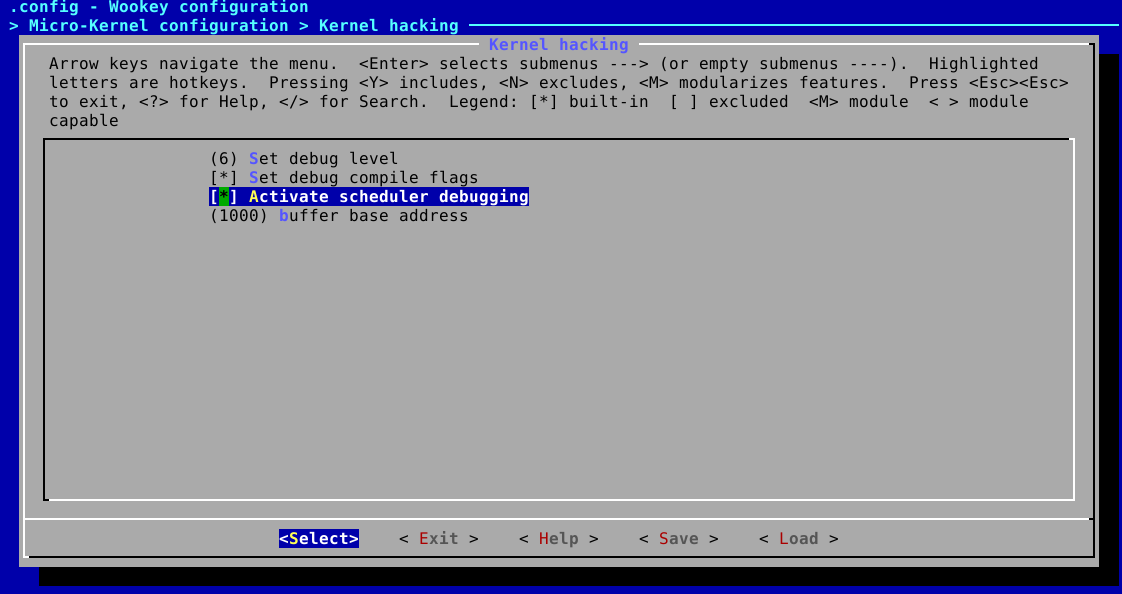 .config - Wookey configuration
> Micro-Kernel configuration > Kernel hacking
Kernel hacking
Arrow keys navigate the menu.  <Enter> selects submenus ---> (or empty submenus ----).  Highlighted
letters are hotkeys.  Pressing <Y> includes, <N> excludes, <M> modularizes features.  Press <Esc><Esc>
to exit, <?> for Help, </> for Search.  Legend: [*] built-in  [ ] excluded  <M> module  < > module
capable
(6) Set debug level
[*] Set debug compile flags
[*] Activate scheduler debugging
(1000) buffer base address
<Select>    < Exit >    < Help >    < Save >    < Load >